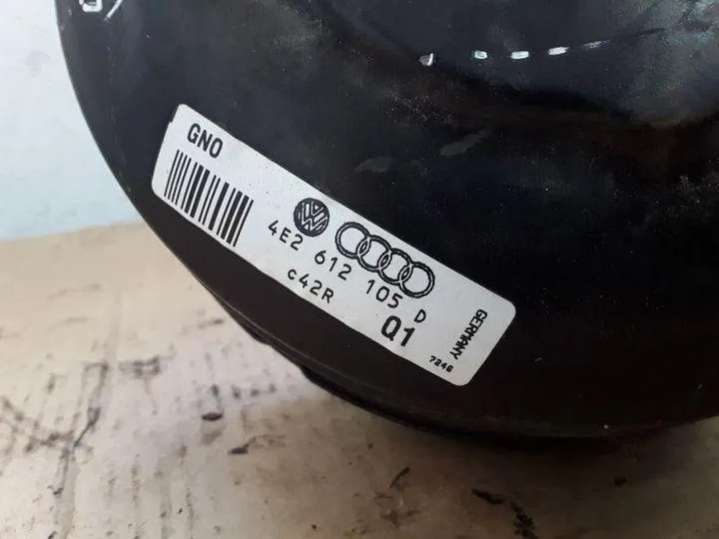 GNO
4E2 612 105 D
c42R
Q1
GERMANY
7246